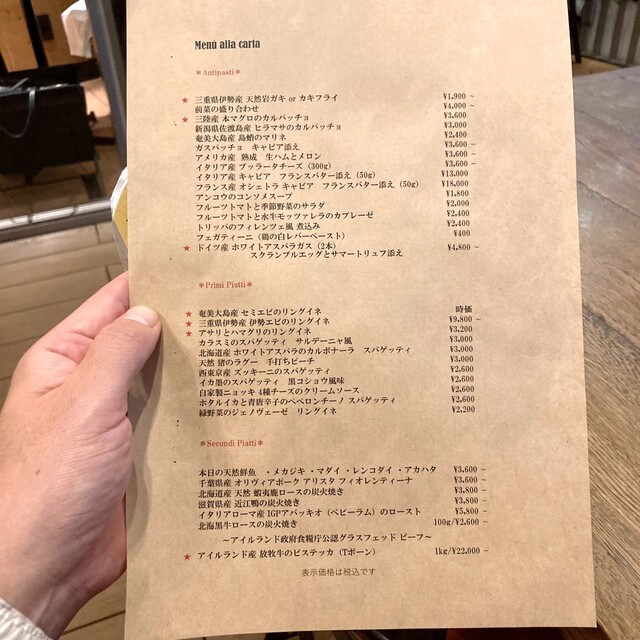 Menù alla carta
＊Antipasti＊
★ 三重県伊勢産 天然岩ガキ or カキフライ ¥1,900 ~
前菜の盛り合わせ ¥4,000 ~
★ 三陸産 本マグロのカルパッチョ ¥3,600
新潟県佐渡島産 ヒラマサのカルパッチョ ¥3,000
奄美大島産 島蛸のマリネ ¥2,400
ガスパッチョ キャビア添え ¥3,600 ~
アメリカ産 熟成 生ハムとメロン ¥3,600 ~
イタリア産 ブッラータチーズ（300g） ¥3,600 ~
イタリア産 キャビア フランスバター添え（50g） ¥13,000
フランス産 オシェトラ キャビア フランスバター添え（50g） ¥18,000
アンコウのコンソメスープ ¥1,800
フルーツトマトと季節野菜のサラダ ¥2,000
フルーツトマトと水牛モッツァレラのカプレーゼ ¥2,400
トリッパのフィレンツェ風 煮込み ¥2,400
フェガティーニ（鶏の白レバーペースト） ¥400
★ ドイツ産 ホワイトアスパラガス（2本） ¥4,800 ~
スクランブルエッグとサマートリュフ添え
＊Primi Piatti＊
★ 奄美大島産 セミエビのリングイネ 時価
★ 三重県伊勢産 伊勢エビのリングイネ ¥9,800 ~
★ アサリとハマグリのリングイネ ¥3,200
カラスミのスパゲッティ サルデーニャ風 ¥3,000
北海道産 ホワイトアスパラのカルボナーラ スパゲッティ ¥3,000
天然 猪のラグー 手打ちピーチ ¥3,000
西東京産 ズッキーニのスパゲッティ ¥2,600
イカ墨のスパゲッティ 黒コショウ風味 ¥2,600
自家製ニョッキ 4種チーズのクリームソース ¥2,600
ホタルイカと青唐辛子のペペロンチーノ スパゲッティ ¥2,600
緑野菜のジェノヴェーゼ リングイネ ¥2,200
＊Secondi Piatti＊
本日の天然鮮魚 ・メカジキ ・マダイ ・レンコダイ ・アカハタ ¥3,600 ~
千葉県産 オリヴィアポーク アリスタ フィオレンティーナ ¥3,600 ~
北海道産 天然 蝦夷鹿ロースの炭火焼き ¥3,800 ~
滋賀県産 近江鴨の炭火焼き ¥3,800 ~
イタリアローマ産 IGPアバッキオ（ベビーラム）のロースト ¥5,800 ~
北海黒牛ロースの炭火焼き 100g/¥2,600 ~
～アイルランド政府食糧庁公認グラスフェッド ビーフ～
★ アイルランド産 放牧牛のビステッカ（Tボーン） 1kg/¥22,000 ~
表示価格は税込です